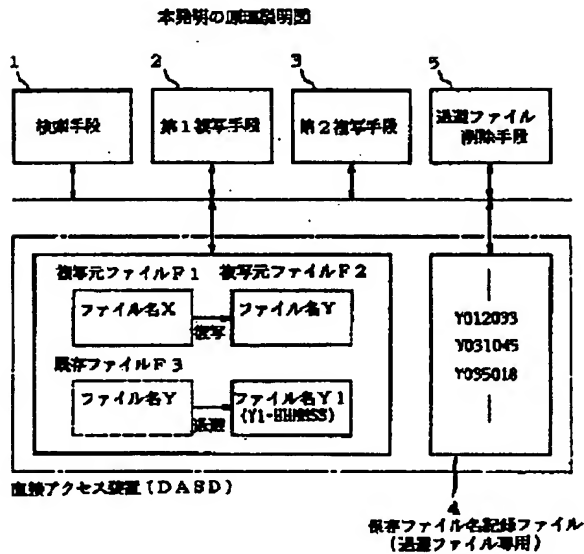 本発明の原理説明図
1
2
3
5
検索手段
第1複写手段
第2複写手段
退避ファイル
削除手段
複写元ファイルF1
複写元ファイルF2
ファイル名X
複写
ファイル名Y
既存ファイルF3
ファイル名Y
退避
ファイル名Y1
(Y1-HHMMSS)
Y012093
Y031045
Y035018
直接アクセス装置(DASD)
4
保存ファイル名記録ファイル
(退避ファイル専用)